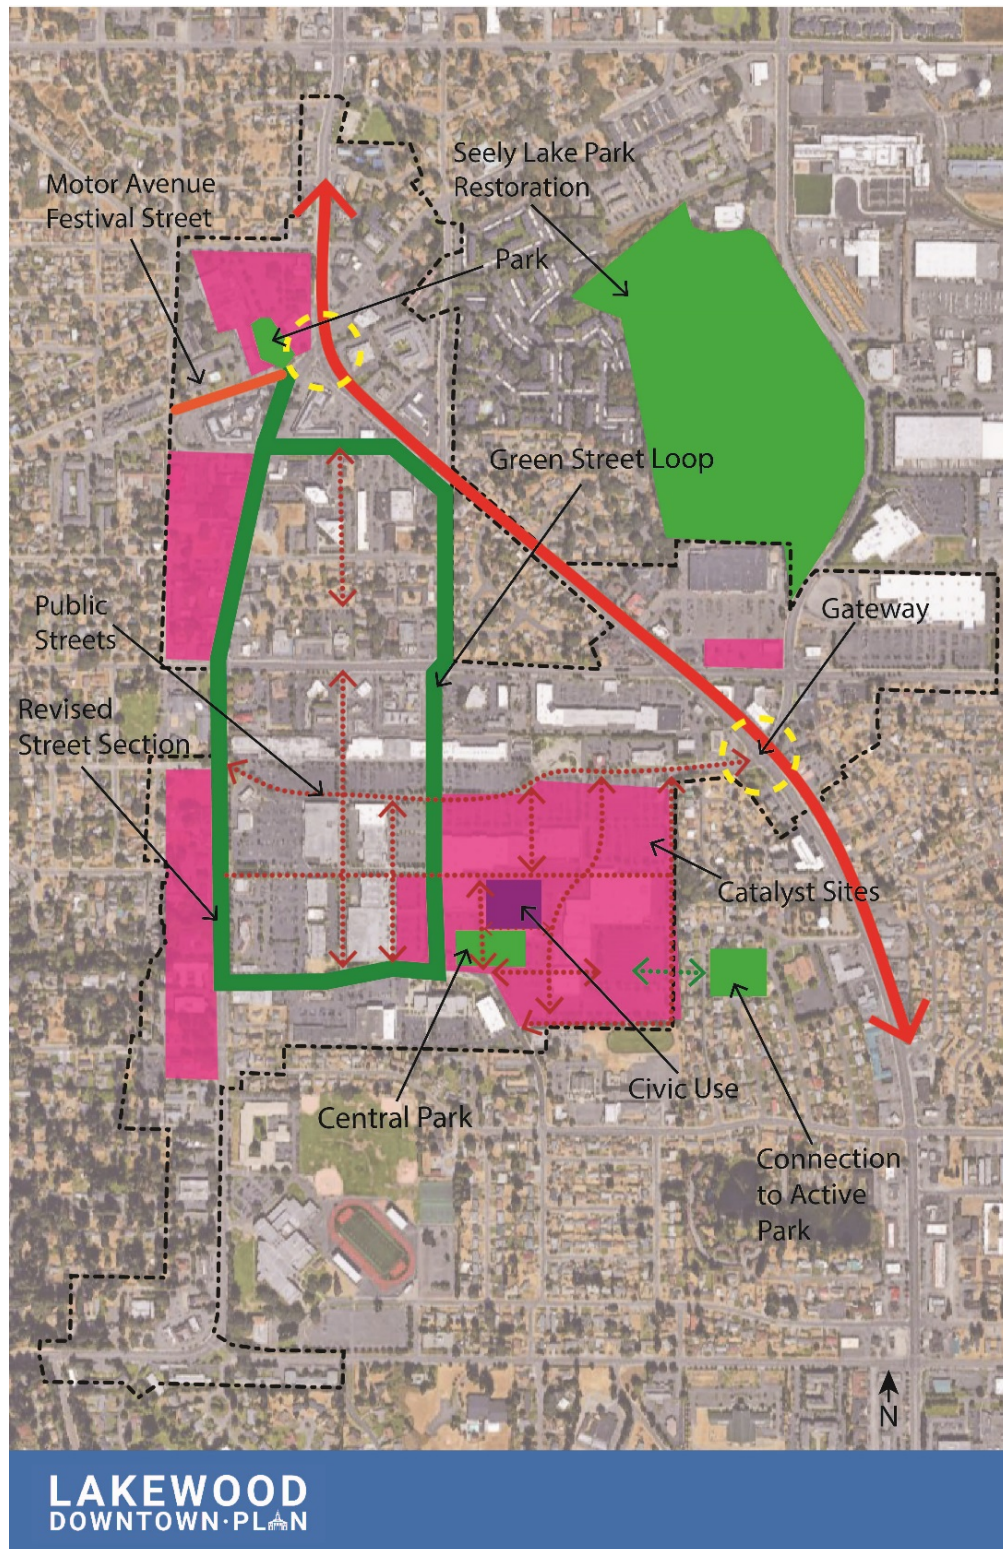 Seely Lake Park
Restoration
Motor Avenue
Festival Street
Park
Green Street Loop
Public
Streets
Gateway
Revised
Street Section
Catalyst Sites
Civic Use
Central Park
Connection
to Active
Park
N
LAKEWOOD
DOWNTOWN·PLAN